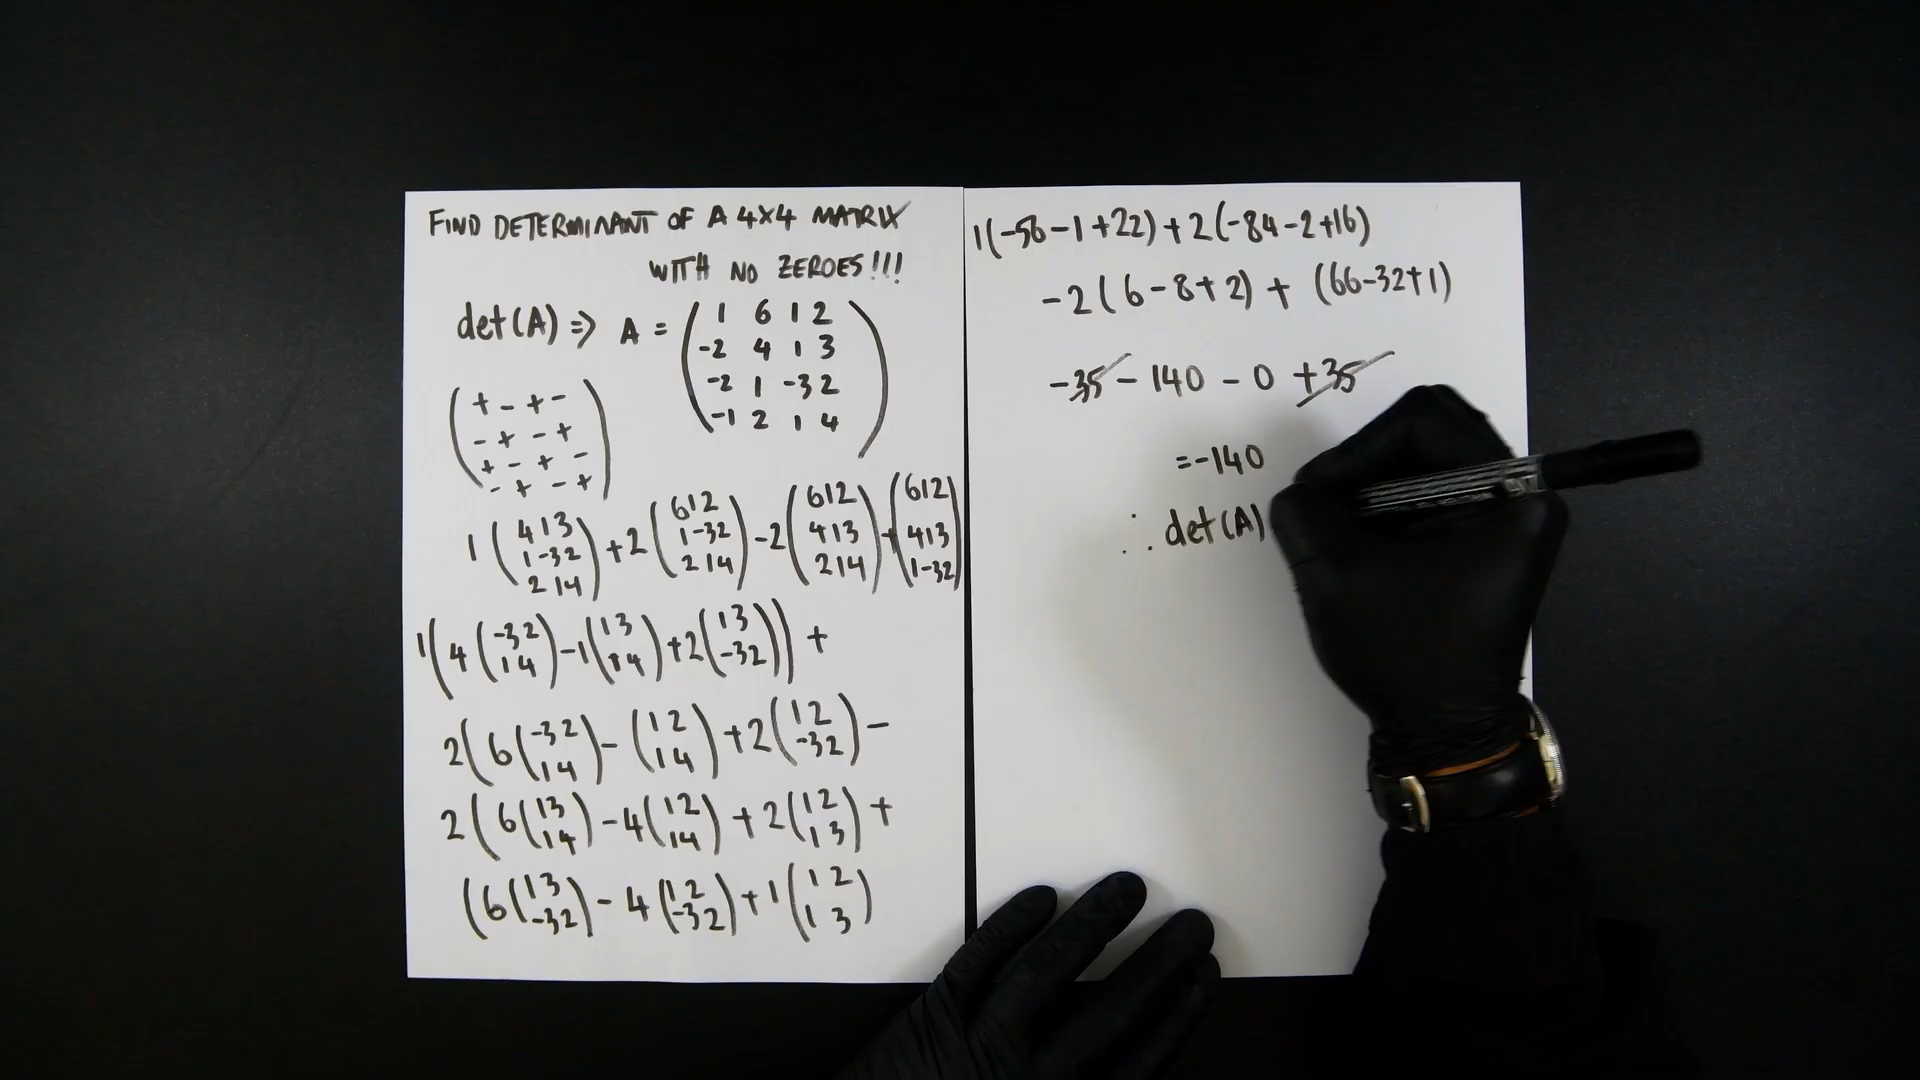 FIND DETERMINANT OF A 4X4 MATRIX
WITH NO ZEROES!!!
det(A) => A = ( 1 6 1 2
-2 4 1 3
-2 1 -3 2
-1 2 1 4 )
( + - + -
- + - +
+ - + -
- + - + )
1 ( 4 1 3 ) + 2 ( 6 1 2 ) - 2 ( 6 1 2 ) + ( 6 1 2 )
1 -3 2 1 -3 2 4 1 3 4 1 3
2 1 4 2 1 4 2 1 4 1 -3 2
1( 4 ( -3 2 ) - 1 ( 1 3 ) + 2 ( 1 3 ) ) +
1 4 1 4 -3 2
2( 6 ( -3 2 ) - ( 1 2 ) + 2 ( 1 2 ) -
1 4 1 4 -3 2
2( 6 ( 1 3 ) - 4 ( 1 2 ) + 2 ( 1 2 ) +
1 4 1 4 1 3
( 6 ( 1 3 ) - 4 ( 1 2 ) + 1 ( 1 2 )
-3 2 -3 2 1 3
1(-56-1+22)+2(-84-2+16)
-2(6-8+2) + (66-32+1)
-35 - 140 - 0 +35
=-140
∴ det(A)